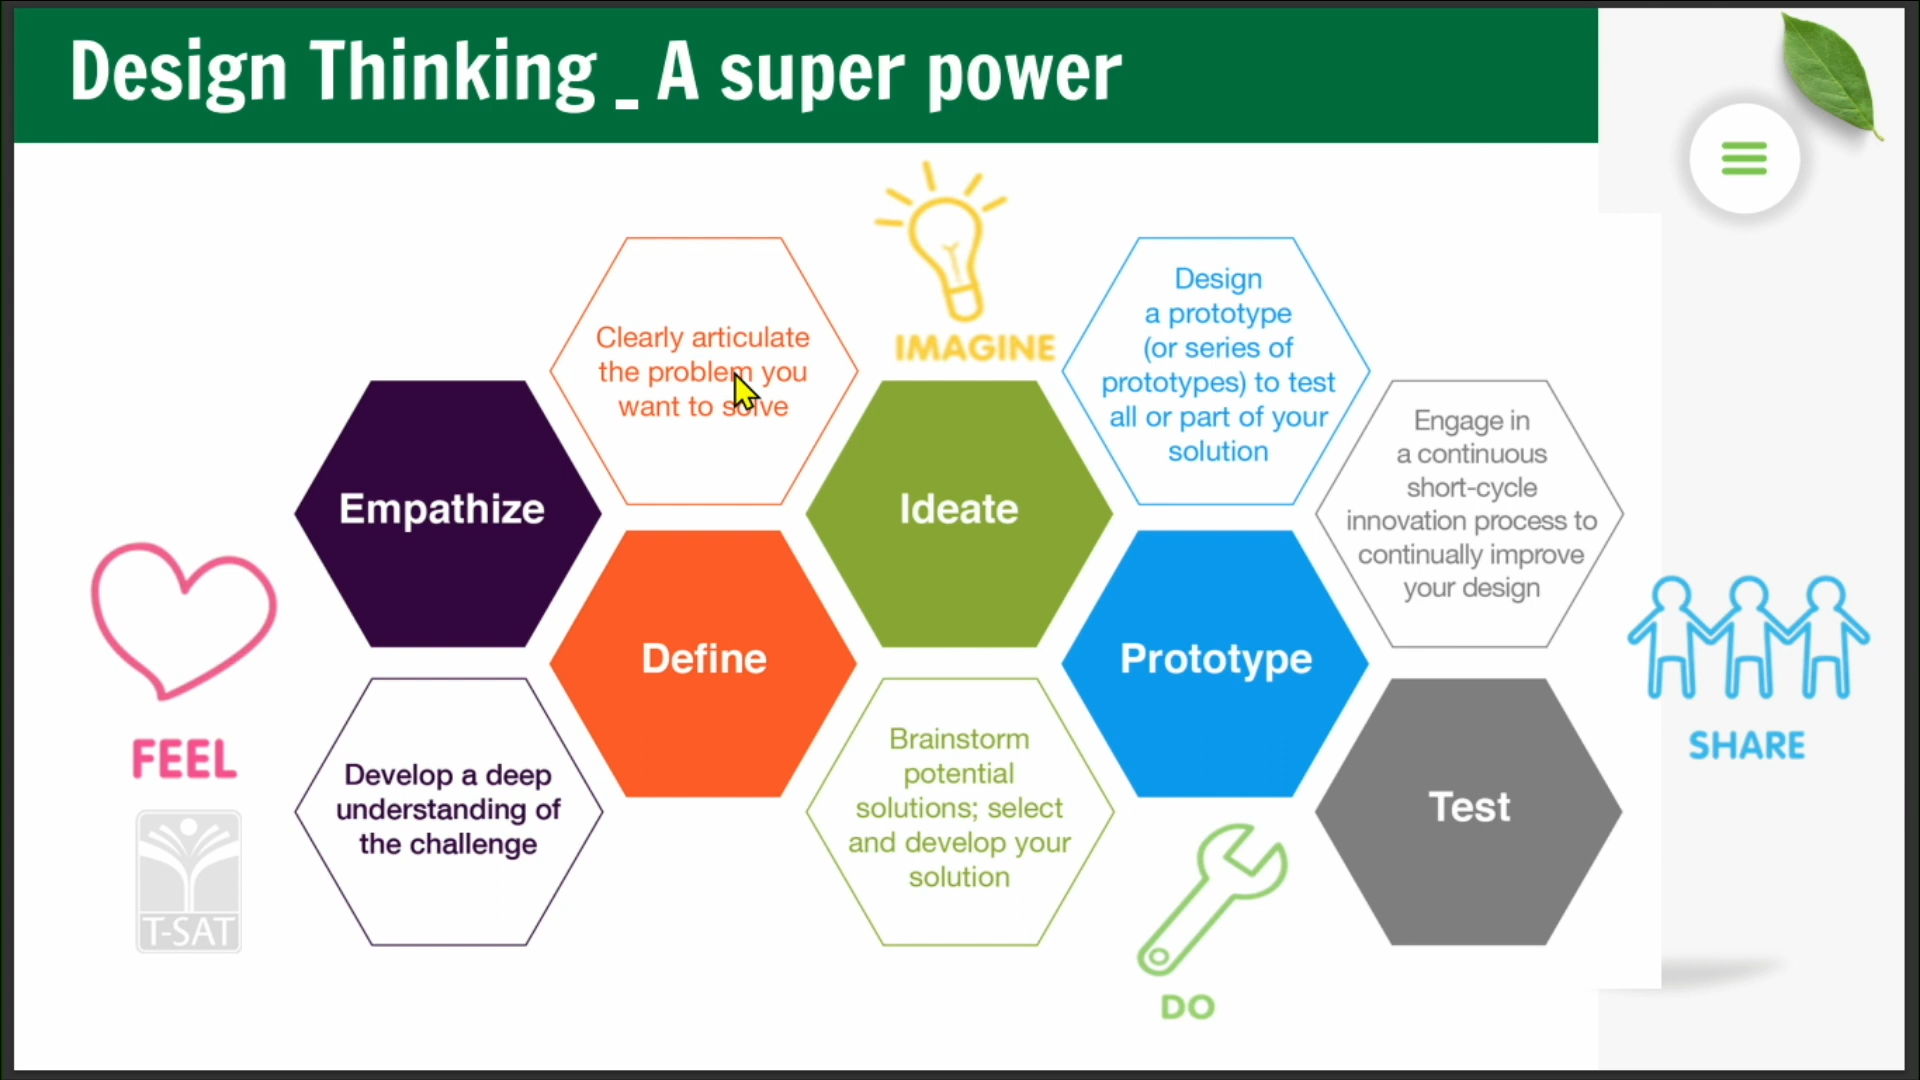 Design Thinking _ A super power
IMAGINE
Clearly articulate
the problem you
want to solve
Design
a prototype
(or series of
prototypes) to test
all or part of your
solution
Engage in
a continuous
short-cycle
innovation process to
continually improve
your design
Empathize
Ideate
Define
Prototype
Test
FEEL
SHARE
Develop a deep
understanding of
the challenge
Brainstorm
potential
solutions; select
and develop your
solution
T-SAT
DO